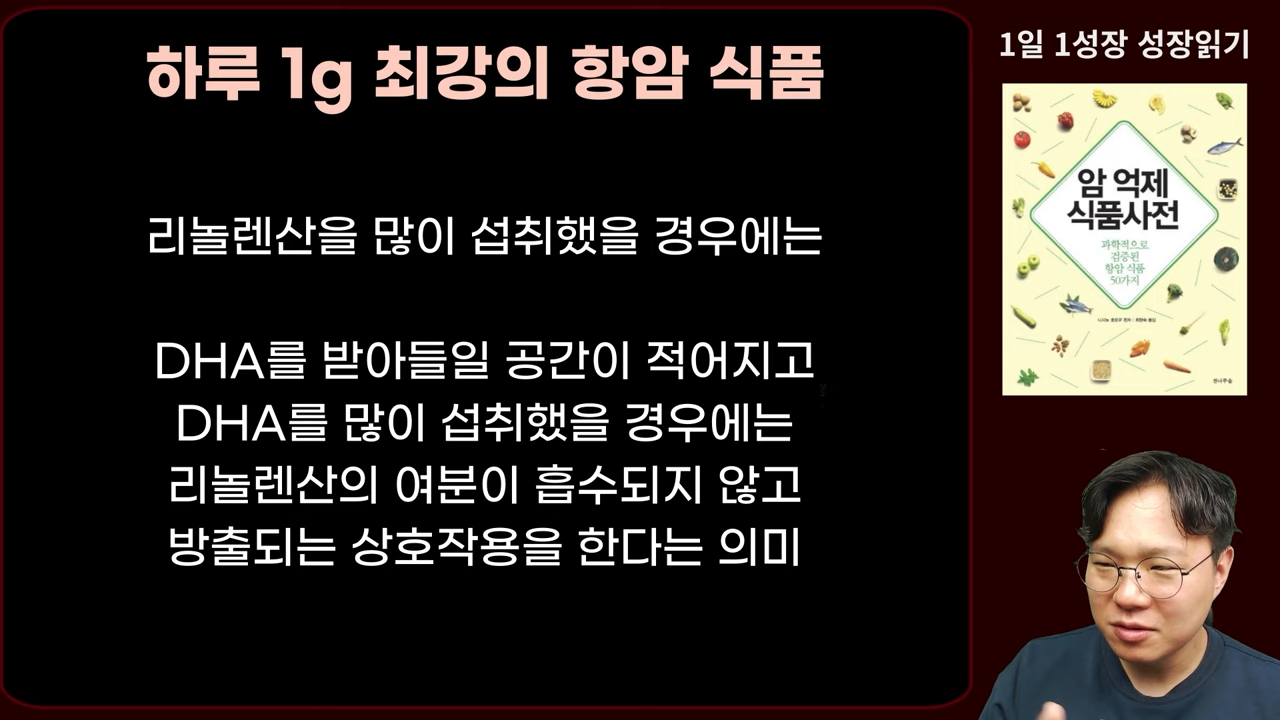 하루 1g 최강의 항암 식품
리놀렌산을 많이 섭취했을 경우에는
DHA를 받아들일 공간이 적어지고
DHA를 많이 섭취했을 경우에는
리놀렌산의 여분이 흡수되지 않고
방출되는 상호작용을 한다는 의미
1일 1성장 성장읽기
암 억제
식품사전
과학적으로
검증된
항암 식품
50가지
전나무숲